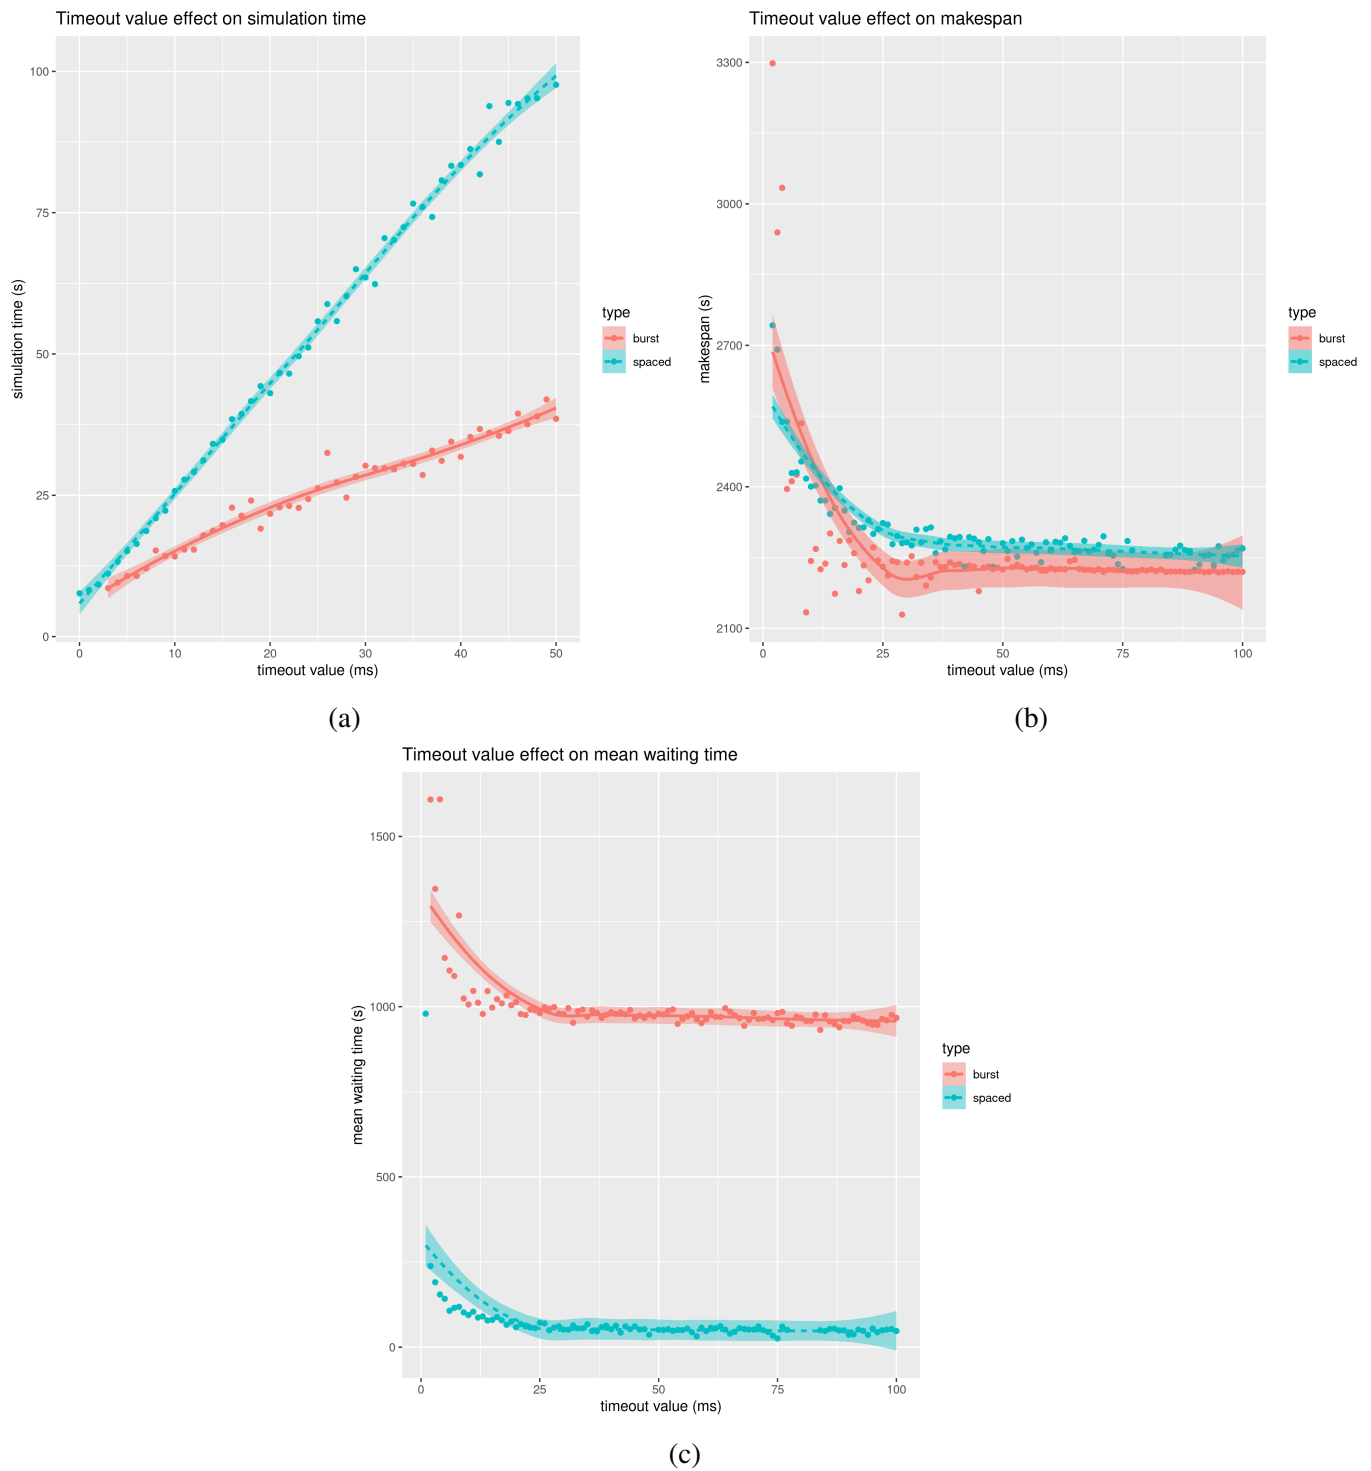 Timeout value effect on simulation time
100
75
50
25
0
simulation time (s)
0 10 20 30 40 50
timeout value (ms)
type
burst
spaced
(a)
Timeout value effect on makespan
3300
3000
2700
2400
2100
makespan (s)
0 25 50 75 100
timeout value (ms)
type
burst
spaced
(b)
Timeout value effect on mean waiting time
1500
1000
500
0
mean waiting time (s)
0 25 50 75 100
timeout value (ms)
type
burst
spaced
(c)